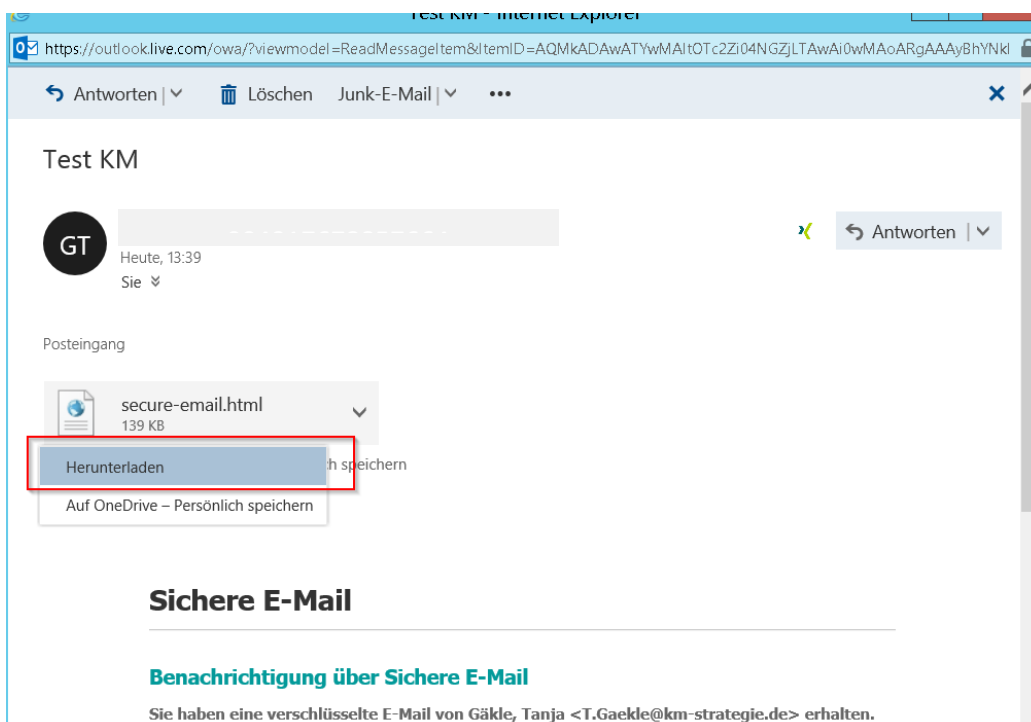 Test KM - Internet Explorer
https://outlook.live.com/owa/?viewmodel=ReadMessageItem&ItemID=AQMkADAwATYwMAItOTc2Zi04NGZjLTAwAi0wMAoARgAAAyBhYNkl
Antworten | Löschen Junk-E-Mail | •••
Test KM
GT
Antworten |
Heute, 13:39
Sie
Posteingang
secure-email.html
139 KB
Herunterladen
h speichern
Auf OneDrive – Persönlich speichern
Sichere E-Mail
Benachrichtigung über Sichere E-Mail
Sie haben eine verschlüsselte E-Mail von Gäkle, Tanja <T.Gaekle@km-strategie.de> erhalten.